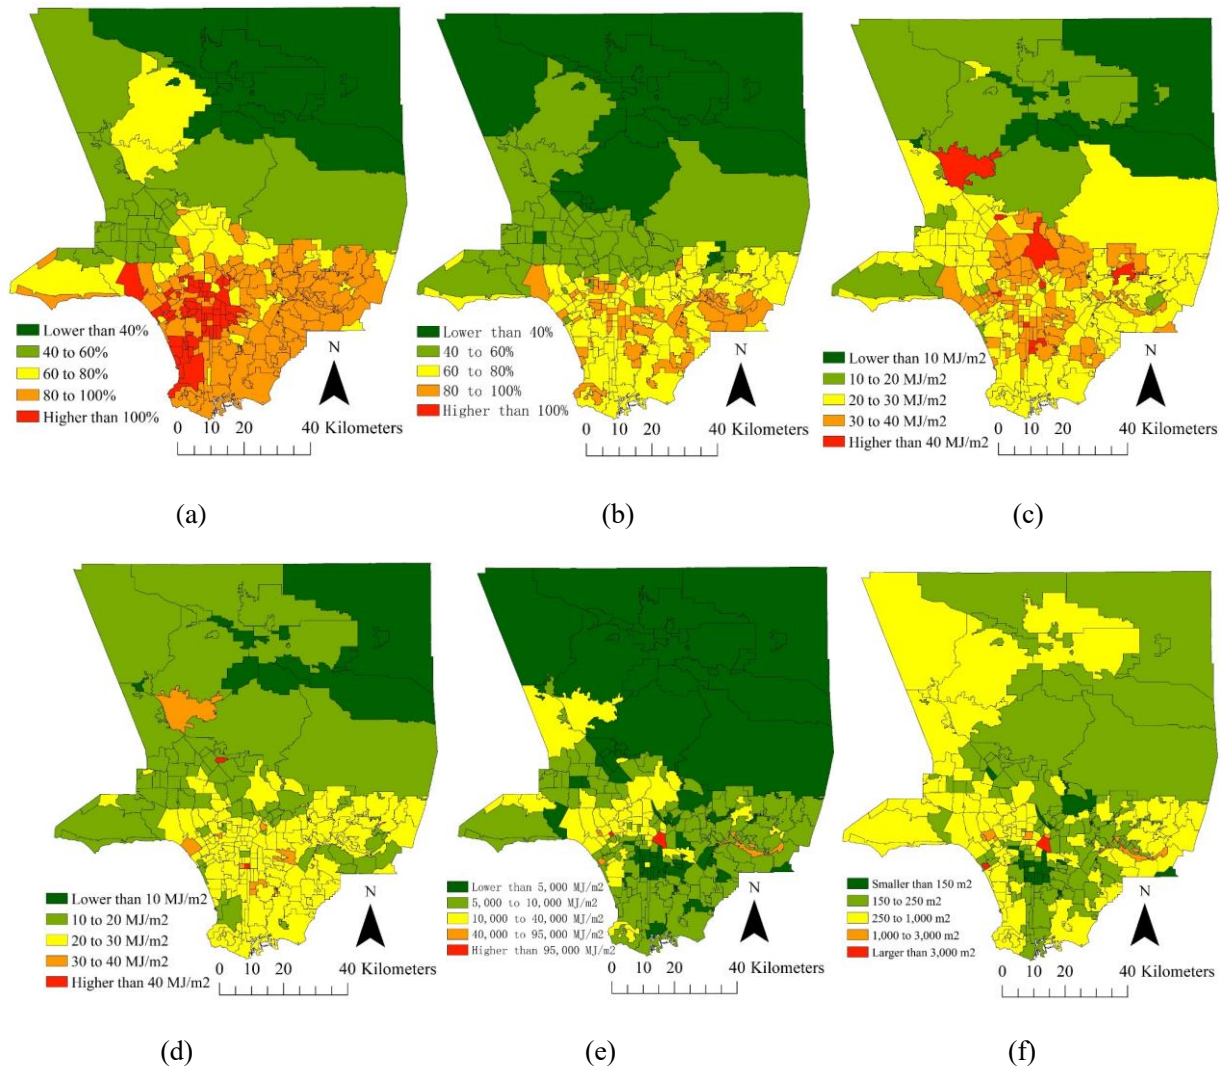 Lower than 40%
40 to 60%
60 to 80%
80 to 100%
Higher than 100%
N
0 10 20 40 Kilometers
(a)
Lower than 40%
40 to 60%
60 to 80%
80 to 100%
Higher than 100%
N
0 10 20 40 Kilometers
(b)
Lower than 10 MJ/m2
10 to 20 MJ/m2
20 to 30 MJ/m2
30 to 40 MJ/m2
Higher than 40 MJ/m2
N
0 10 20 40 Kilometers
(c)
Lower than 10 MJ/m2
10 to 20 MJ/m2
20 to 30 MJ/m2
30 to 40 MJ/m2
Higher than 40 MJ/m2
N
0 10 20 40 Kilometers
(d)
Lower than 5,000 MJ/m2
5,000 to 10,000 MJ/m2
10,000 to 40,000 MJ/m2
40,000 to 95,000 MJ/m2
Higher than 95,000 MJ/m2
N
0 10 20 40 Kilometers
(e)
Smaller than 150 m2
150 to 250 m2
250 to 1,000 m2
1,000 to 3,000 m2
Larger than 3,000 m2
N
0 10 20 40 Kilometers
(f)